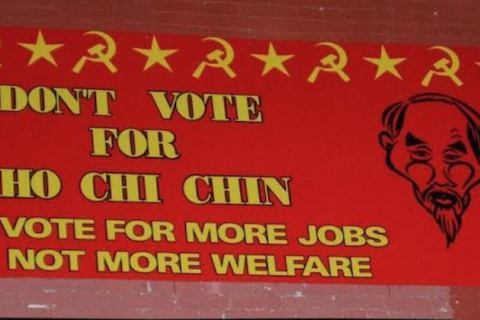 DON'T VOTE
FOR
HO CHI CHIN
VOTE FOR MORE JOBS
NOT MORE WELFARE